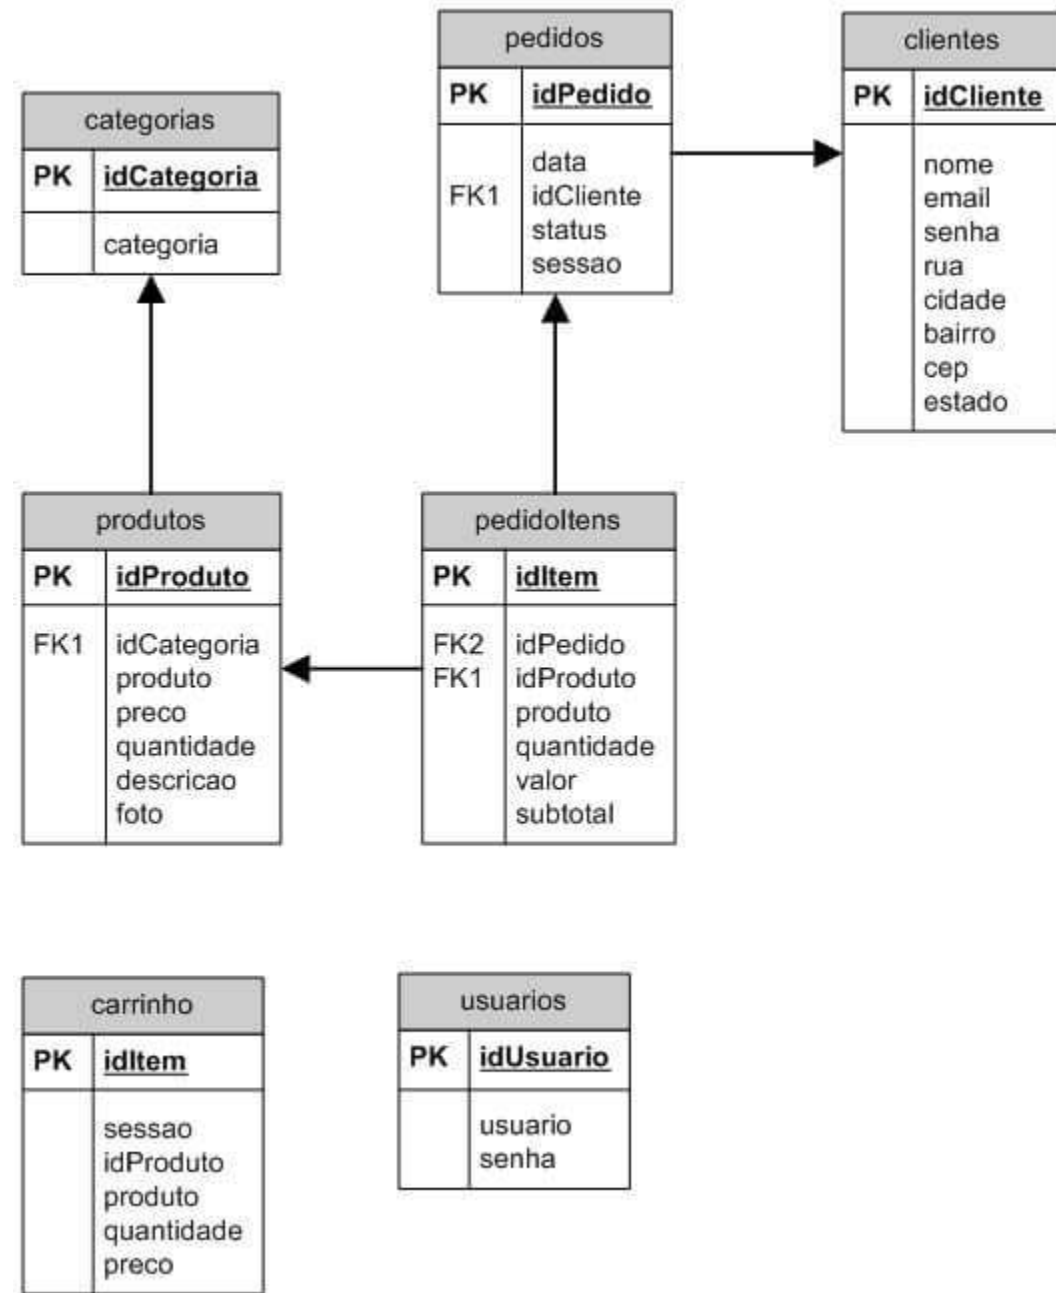 categorias
PK idCategoria
categoria
pedidos
PK idPedido
data
FK1 idCliente
status
sessao
clientes
PK idCliente
nome
email
senha
rua
cidade
bairro
cep
estado
produtos
PK idProduto
FK1 idCategoria
produto
preco
quantidade
descricao
foto
pedidoItens
PK idItem
FK2 idPedido
FK1 idProduto
produto
quantidade
valor
subtotal
carrinho
PK idItem
sessao
idProduto
produto
quantidade
preco
usuarios
PK idUsuario
usuario
senha